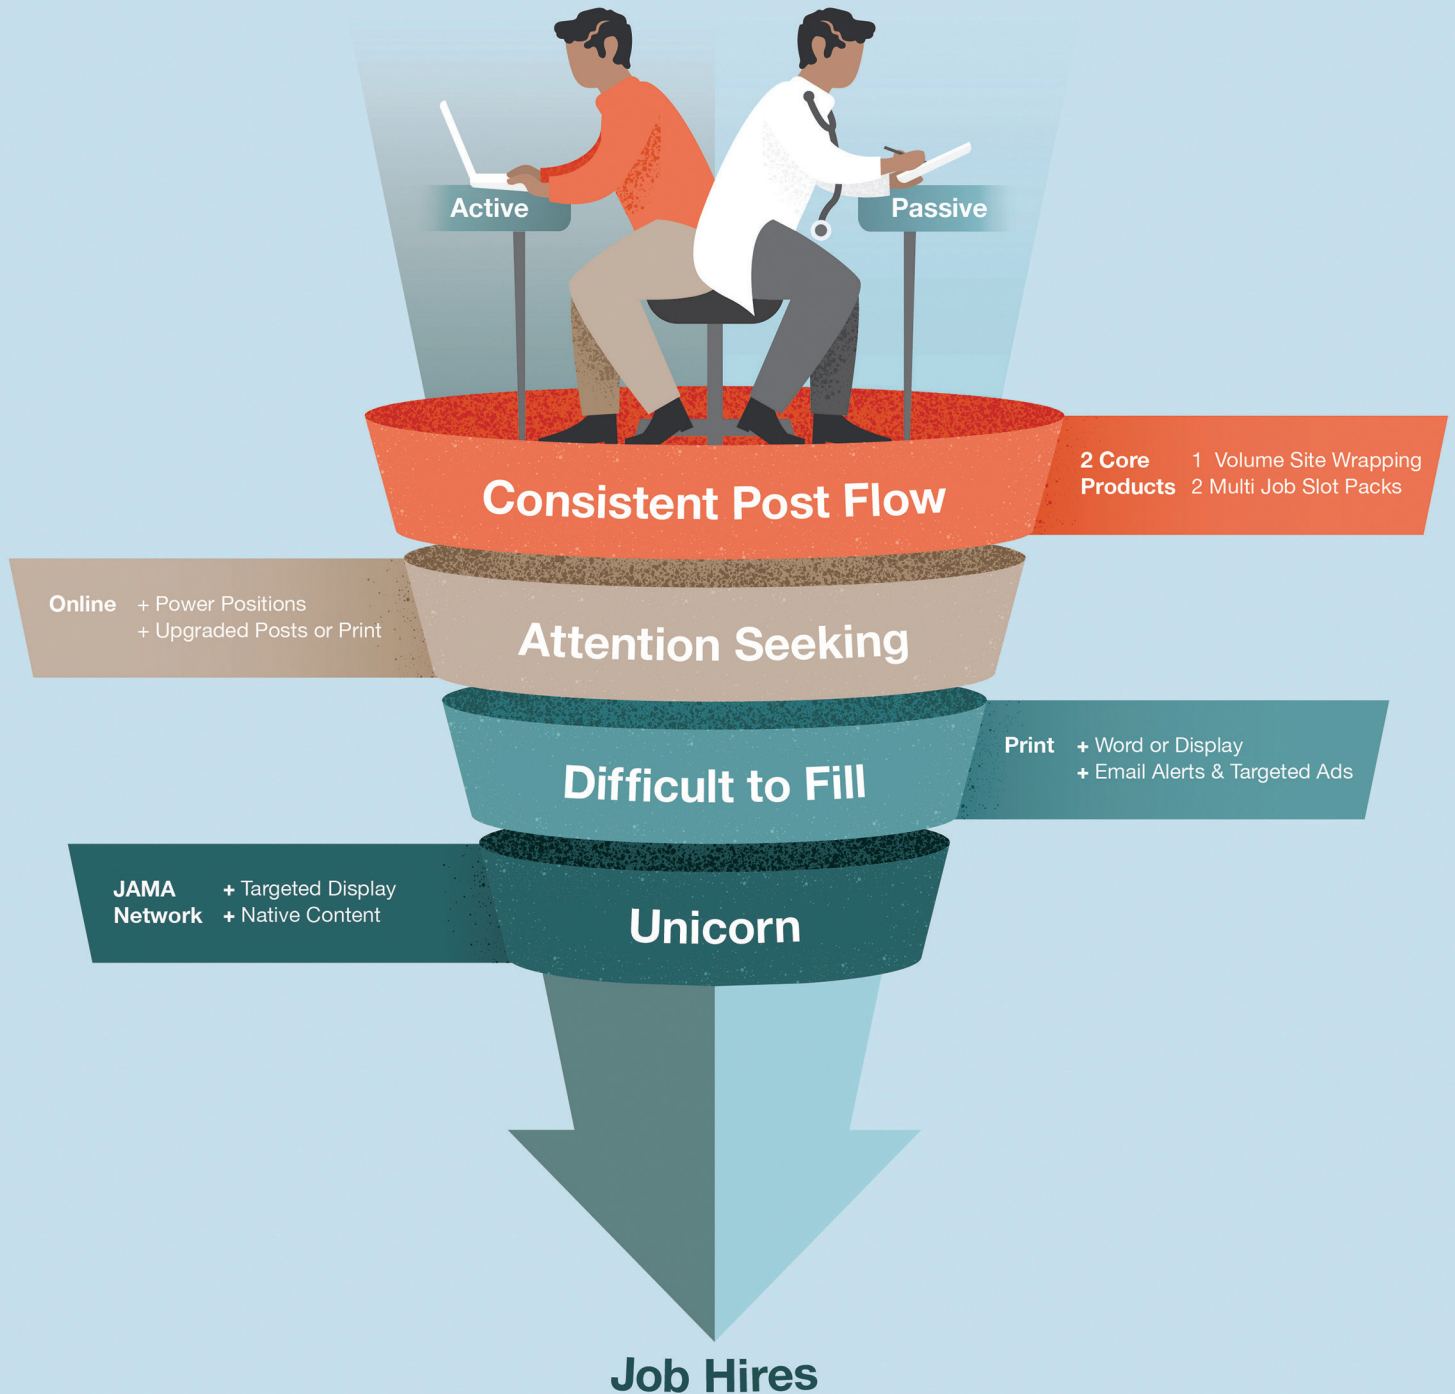 Active
Passive
Consistent Post Flow
2 Core Products
1 Volume Site Wrapping
2 Multi Job Slot Packs
Online
+ Power Positions
+ Upgraded Posts or Print
Attention Seeking
Difficult to Fill
Print
+ Word or Display
+ Email Alerts & Targeted Ads
JAMA
Network
+ Targeted Display
+ Native Content
Unicorn
Job Hires